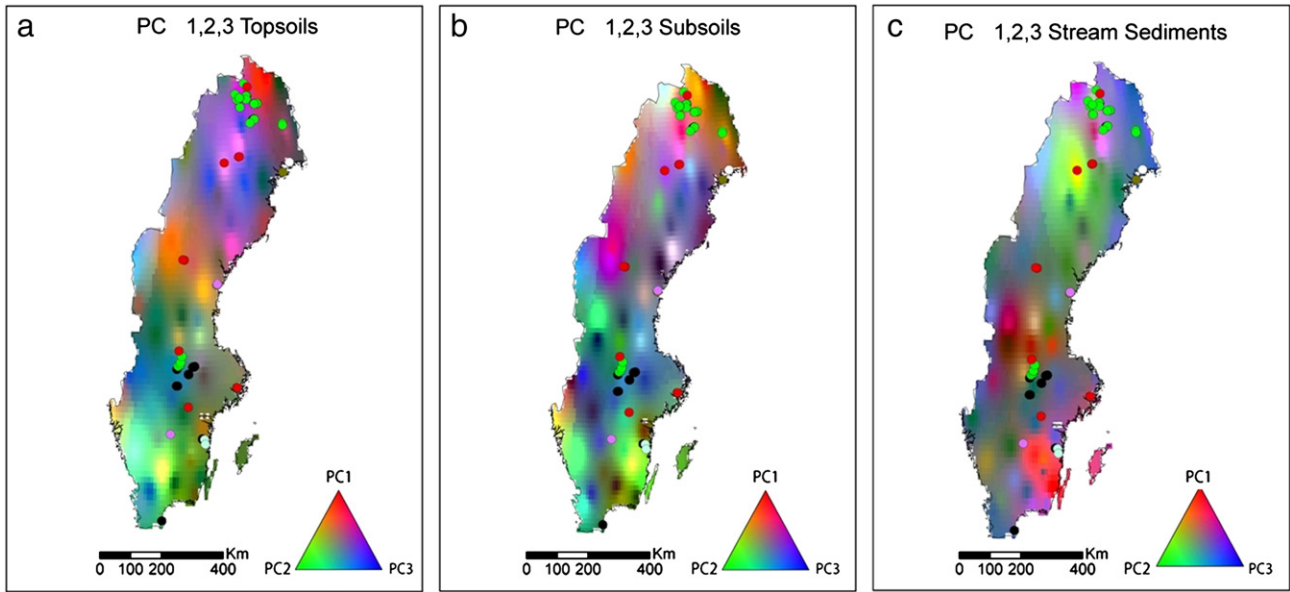 a PC 1,2,3 Topsoils
PC1
PC2 PC3
Km
0 100 200 400
b PC 1,2,3 Subsoils
PC1
PC2 PC3
Km
0 100 200 400
c PC 1,2,3 Stream Sediments
PC1
PC2 PC3
Km
0 100 200 400